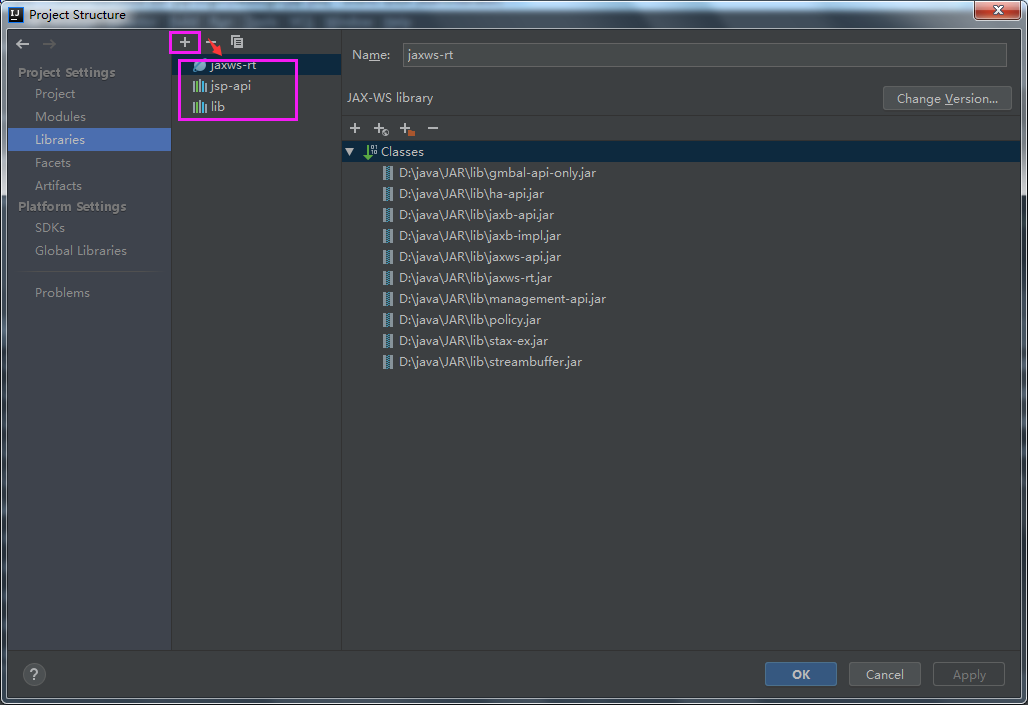 Project Structure
Project Settings
Project
Modules
Libraries
Facets
Artifacts
Platform Settings
SDKs
Global Libraries
Problems
jaxws-rt
jsp-api
lib
Name: jaxws-rt
JAX-WS library
Change Version...
Classes
D:\java\JAR\lib\gmbal-api-only.jar
D:\java\JAR\lib\ha-api.jar
D:\java\JAR\lib\jaxb-api.jar
D:\java\JAR\lib\jaxb-impl.jar
D:\java\JAR\lib\jaxws-api.jar
D:\java\JAR\lib\jaxws-rt.jar
D:\java\JAR\lib\management-api.jar
D:\java\JAR\lib\policy.jar
D:\java\JAR\lib\stax-ex.jar
D:\java\JAR\lib\streambuffer.jar
?
OK
Cancel
Apply